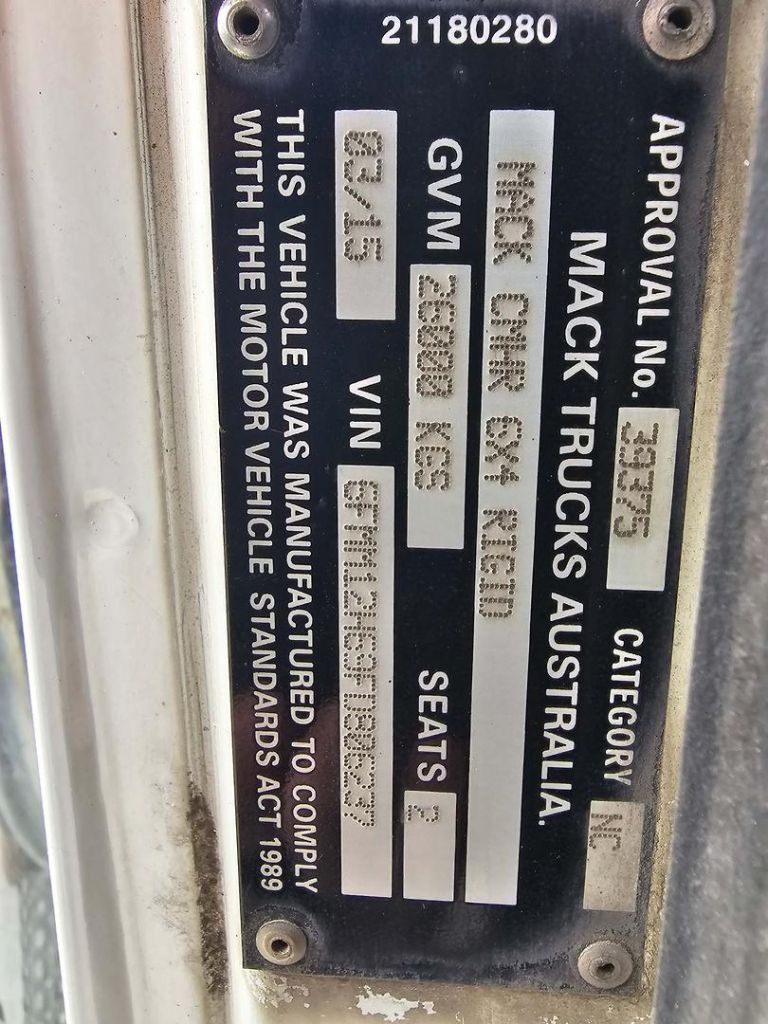 APPROVAL No. 39375 CATEGORY NC
MACK TRUCKS AUSTRALIA.
MACK CMHR 6X4 RIGID
GVM 26000 KGS SEATS 2
03/15 VIN
THIS VEHICLE WAS MANUFACTURED TO COMPLY
WITH THE MOTOR VEHICLE STANDARDS ACT 1989
21180280